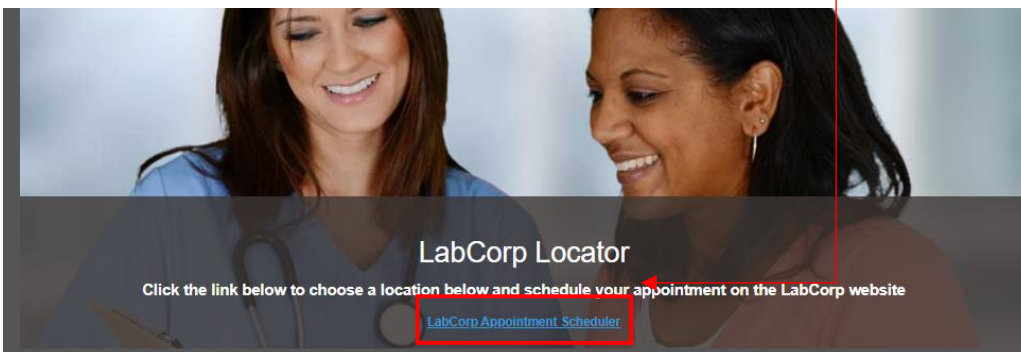 LabCorp Locator
Click the link below to choose a location below and schedule your appointment on the LabCorp website
LabCorp Appointment Scheduler